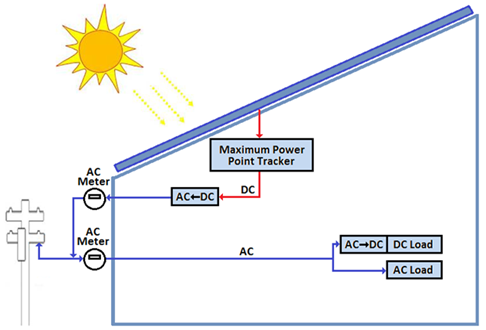 Maximum Power
Point Tracker
AC
Meter
AC←DC
DC
AC
Meter
AC
AC→DC
DC Load
AC Load